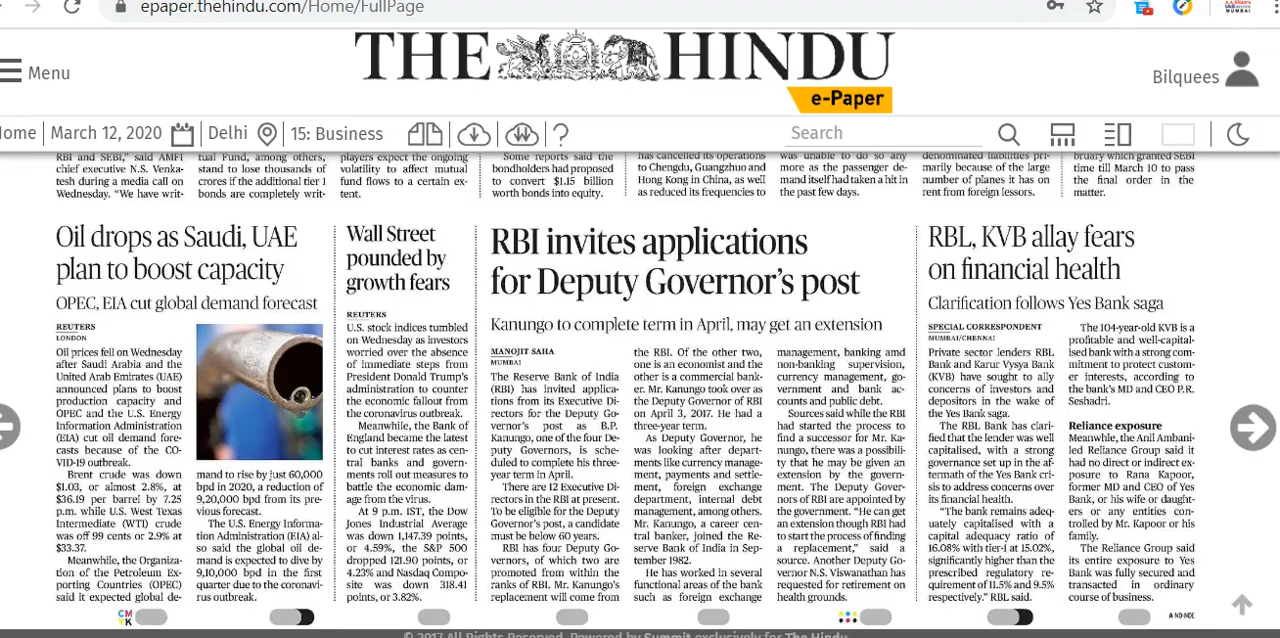 epaper.thehindu.com/Home/FullPage
THE HINDU
e-Paper
Menu
Bilquees
ome
March 12, 2020
Delhi
15: Business
?
Search
RBI and SEBI," said AMFI
chief executive N.S. Venka-
tesh during a media call on
Wednesday. "We have writ-
tual Fund, among others,
stand to lose thousands of
crores if the additional tier I
bonds are completely writ-
players expect the ongoing
volatility to affect mutual
fund flows to a certain ex-
tent.
Some reports said the
bondholders had proposed
to convert $1.15 billion
worth bonds into equity.
has cancelled its operations
to Chengdu, Guangzhuo and
Hong Kong in China, as well
as reduced its frequencies to
was unable to do so any
more as the passenger de-
mand itself had taken a hit in
the past few days.
denominated liabilities pri-
marily because of the large
number of planes it has on
rent from foreign lessors.
bruary which granted SEBI
time till March 10 to pass
the final order in the
matter.
Oil drops as Saudi, UAE
plan to boost capacity
OPEC, EIA cut global demand forecast
REUTERS
LONDON
Oil prices fell on Wednesday
after Saudi Arabia and the
United Arab Emirates (UAE)
announced plans to boost
production capacity and
OPEC and the U.S. Energy
Information Administration
(EIA) cut oil demand fore-
casts because of the CO-
VID-19 outbreak.
Brent crude was down
$1.03, or almost 2.8%, at
$36.19 per barrel by 7.25
p.m. while U.S. West Texas
Intermediate (WTI) crude
was off 99 cents or 2.9% at
$33.37.
Meanwhile, the Organiza-
tion of the Petroleum Ex-
porting Countries (OPEC)
said it expected global de-
mand to rise by just 60,000
bpd in 2020, a reduction of
9,20,000 bpd from its pre-
vious forecast.
The U.S. Energy Informa-
tion Administration (EIA) al-
so said the global oil de-
mand is expected to dive by
9,10,000 bpd in the first
quarter due to the coronavi-
rus outbreak.
Wall Street
pounded by
growth fears
REUTERS
U.S. stock indices tumbled
on Wednesday as investors
worried over the absence
of immediate steps from
President Donald Trump's
administration to counter
the economic fallout from
the coronavirus outbreak.
Meanwhile, the Bank of
England became the latest
to cut interest rates as cen-
tral banks and govern-
ments roll out measures to
battle the economic dam-
age from the virus.
At 9 p.m. IST, the Dow
Jones Industrial Average
was down 1,147.39 points,
or 4.59%, the S&P 500
dropped 121.90 points, or
4.23% and Nasdaq Compo-
site was down 318.41
points, or 3.82%.
RBI invites applications
for Deputy Governor's post
Kanungo to complete term in April, may get an extension
MANOJIT SAHA
MUMBAI
The Reserve Bank of India
(RBI) has invited applica-
tions from its Executive Di-
rectors for the Deputy Go-
vernor's post as B.P.
Kanungo, one of the four De-
puty Governors, is sche-
duled to complete his three-
year term in April.
There are 12 Executive Di-
rectors in the RBI at present.
To be eligible for the Deputy
Governor's post, a candidate
must be below 60 years.
RBI has four Deputy Gov-
ernors, of which two are
promoted from within the
ranks of RBI. Mr. Kanungo's
replacement will come from
the RBI. Of the other two,
one is an economist and the
other is a commercial bank-
er. Mr. Kanungo took over as
the Deputy Governor of RBI
on April 3, 2017. He had a
three-year term.
As Deputy Governor, he
was looking after depart-
ments like currency manage-
ment, payments and settle-
ment, foreign exchange
department, internal debt
management, among others.
Mr. Kanungo, a career cen-
tral banker, joined the Re-
serve Bank of India in Sep-
tember 1982.
He has worked in several
functional areas of the bank
such as foreign exchange
management, banking amd
non-banking supervision,
currency management, go-
vernment and bank ac-
counts and public debt.
Sources said while the RBI
had started the process to
find a successor for Mr. Ka-
nungo, there was a possibili-
ty that he may be given an
extension by the govern-
ment. The Deputy Gover-
nors of RBI are appointed by
the government. "He can get
an extension though RBI had
to start the process of finding
a replacement," said a
source. Another Deputy Go-
vernor N.S. Viswanathan has
requested for retirement on
health grounds.
RBL, KVB allay fears
on financial health
Clarification follows Yes Bank saga
SPECIAL CORRESPONDENT
MUMBAI/CHENNAI
Private sector lenders RBL
Bank and Karur Vysya Bank
(KVB) have sought to ally
concerns of investors and
depositors in the wake of
the Yes Bank saga.
The RBL Bank has clari-
fied that the lender was well
capitalised, with a strong
governance set up in the af-
termath of the Yes Bank cri-
sis to address concerns over
its financial health.
"The bank remains adeq-
uately capitalised with a
capital adequacy ratio of
16.08% with tier-I at 15.02%,
significantly higher than the
prescribed regulatory re-
quirement of 11.5% and 9.5%
respectively." RBL said.
The 104-year-old KVB is a
profitable and well-capital-
ised bank with a strong com-
mitment to protect custom-
er interests, according to
the bank's MD and CEO P.R.
Seshadri.
Reliance exposure
Meanwhile, the Anil Ambani-
led Reliance Group said it
had no direct or indirect ex-
posure to Rana Kapoor,
former MD and CEO of Yes
Bank, or his wife or daught-
ers or any entities con-
trolled by Mr. Kapoor or his
family.
The Reliance Group said
its entire exposure to Yes
Bank was fully secured and
transacted in ordinary
course of business.
CM
YK
A ND-NDE
© 2017 All Rights Reserved. Powered by Summit exclusively for The Hindu